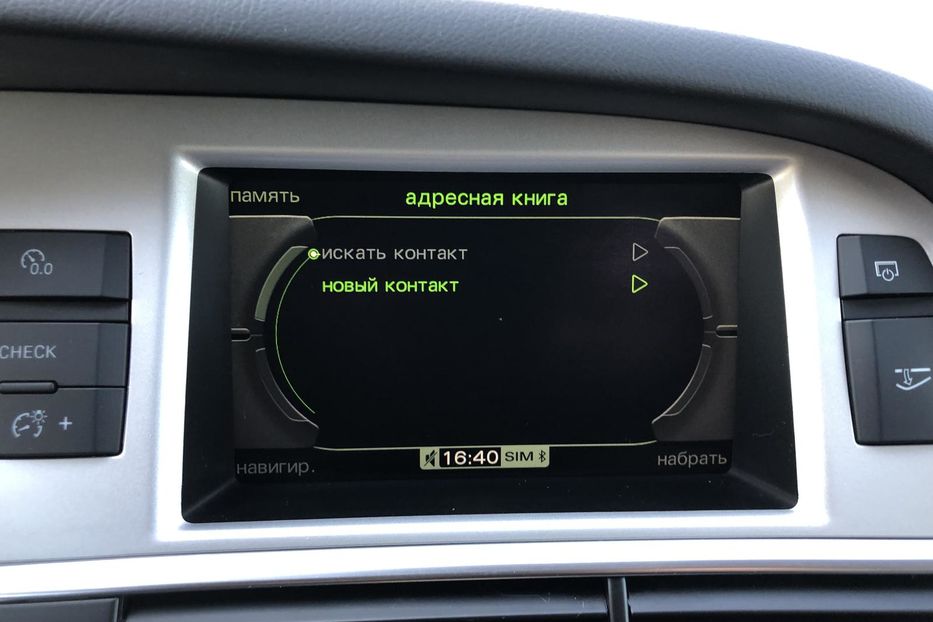 память
адресная книга
искать контакт
новый контакт
0.0
CHECK
+
16:40 SIM
навигир.
набрать